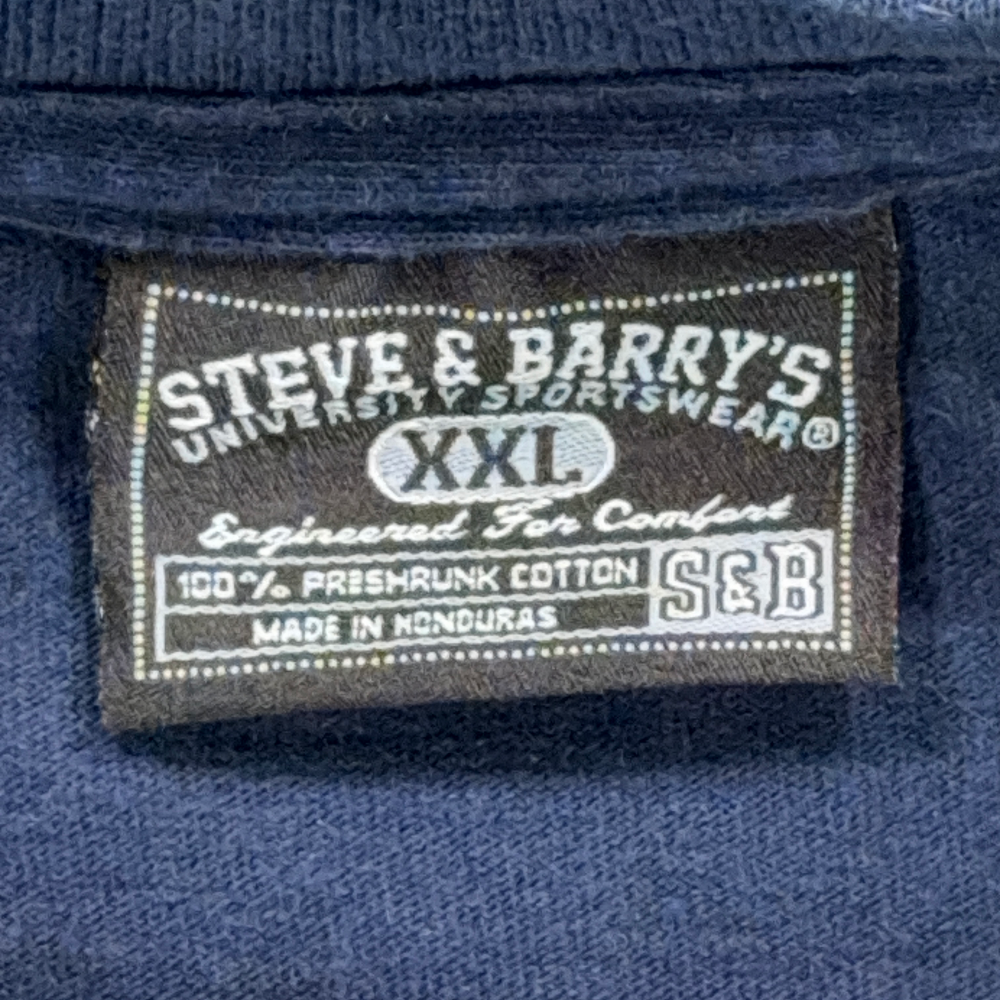 STEVE & BARRY'S
UNIVERSITY SPORTSWEAR®
XXL
Engineered For Comfort
100% PRESHRUNK COTTON
MADE IN HONDURAS
S&B